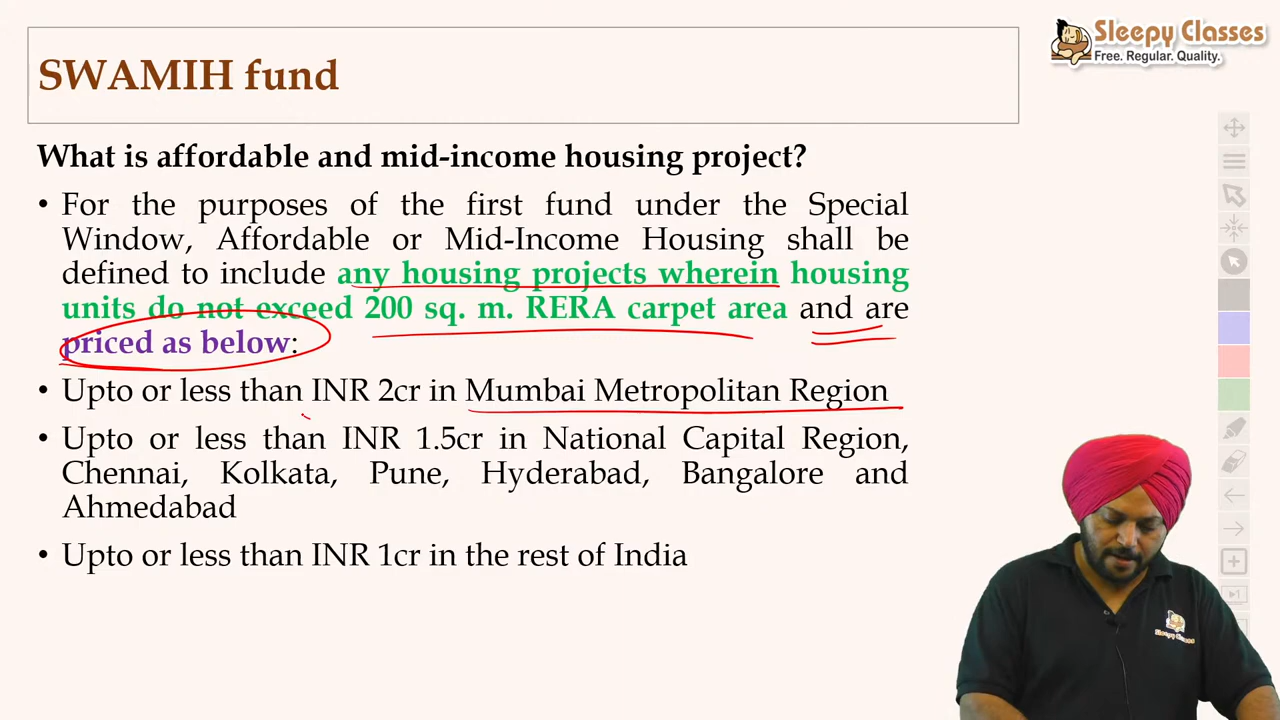 Sleepy Classes
Free. Regular. Quality.
SWAMIH fund
What is affordable and mid-income housing project?
• For the purposes of the first fund under the Special
Window, Affordable or Mid-Income Housing shall be
defined to include any housing projects wherein housing
units do not exceed 200 sq. m. RERA carpet area and are
priced as below:
• Upto or less than INR 2cr in Mumbai Metropolitan Region
• Upto or less than INR 1.5cr in National Capital Region,
Chennai, Kolkata, Pune, Hyderabad, Bangalore and
Ahmedabad
• Upto or less than INR 1cr in the rest of India
Sleepy Classes